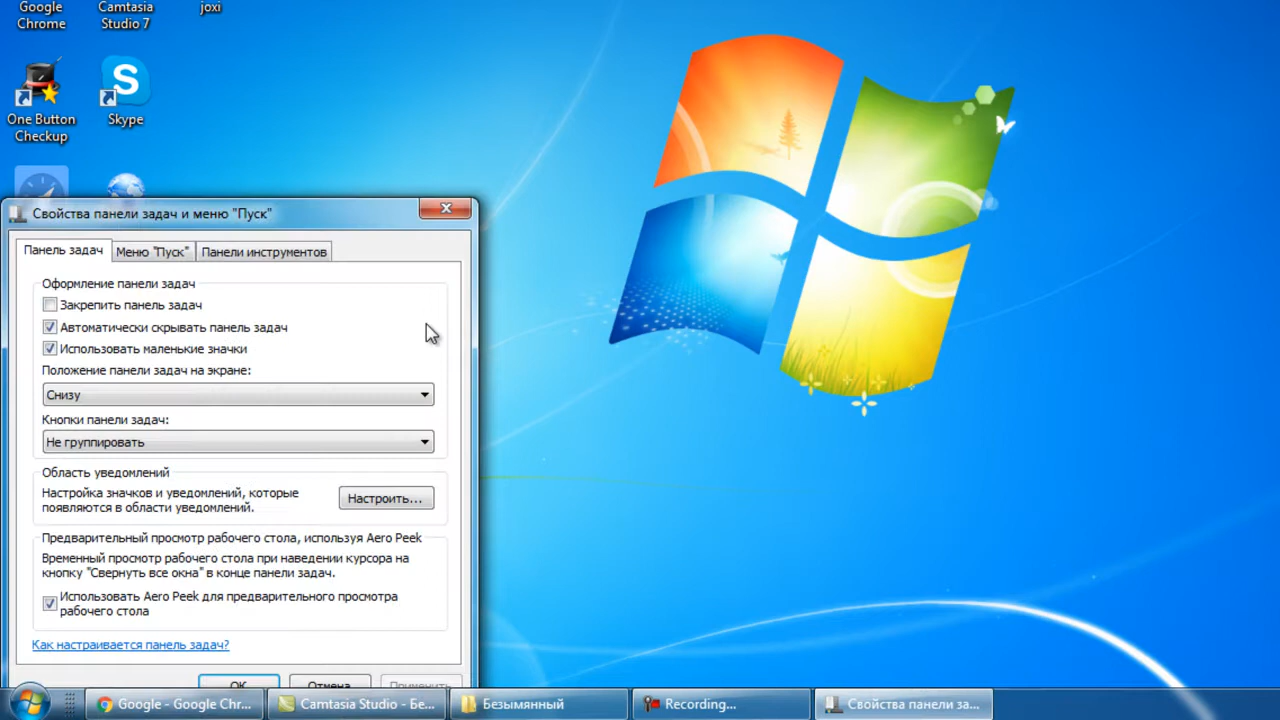 Google
Chrome
Camtasia
Studio 7
joxi
One Button
Checkup
Skype
Свойства панели задач и меню "Пуск"
Панель задач
Меню "Пуск"
Панели инструментов
Оформление панели задач
Закрепить панель задач
Автоматически скрывать панель задач
Использовать маленькие значки
Положение панели задач на экране:
Снизу
Кнопки панели задач:
Не группировать
Область уведомлений
Настройка значков и уведомлений, которые
появляются в области уведомлений.
Настроить...
Предварительный просмотр рабочего стола, используя Aero Peek
Временный просмотр рабочего стола при наведении курсора на
кнопку "Свернуть все окна" в конце панели задач.
Использовать Aero Peek для предварительного просмотра
рабочего стола
Как настраивается панель задач?
ОК
Отмена
Применить
Google - Google Chr...
Camtasia Studio - Бе...
Безымянный
Recording...
Свойства панели за...